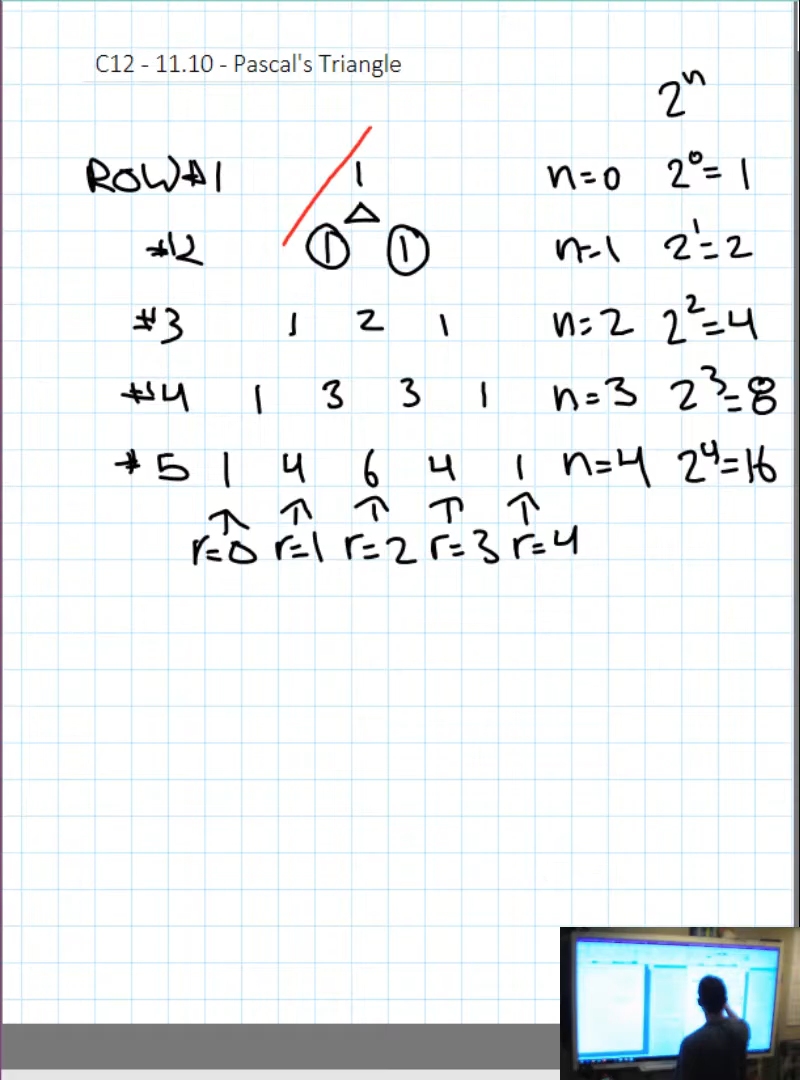 C12 - 11.10 - Pascal's Triangle
2^n
ROW#1 1 n=0 2^0=1
#2 1 1 n=1 2^1=2
#3 1 2 1 n=2 2^2=4
#4 1 3 3 1 n=3 2^3=8
#5 1 4 6 4 1 n=4 2^4=16
r=0 r=1 r=2 r=3 r=4